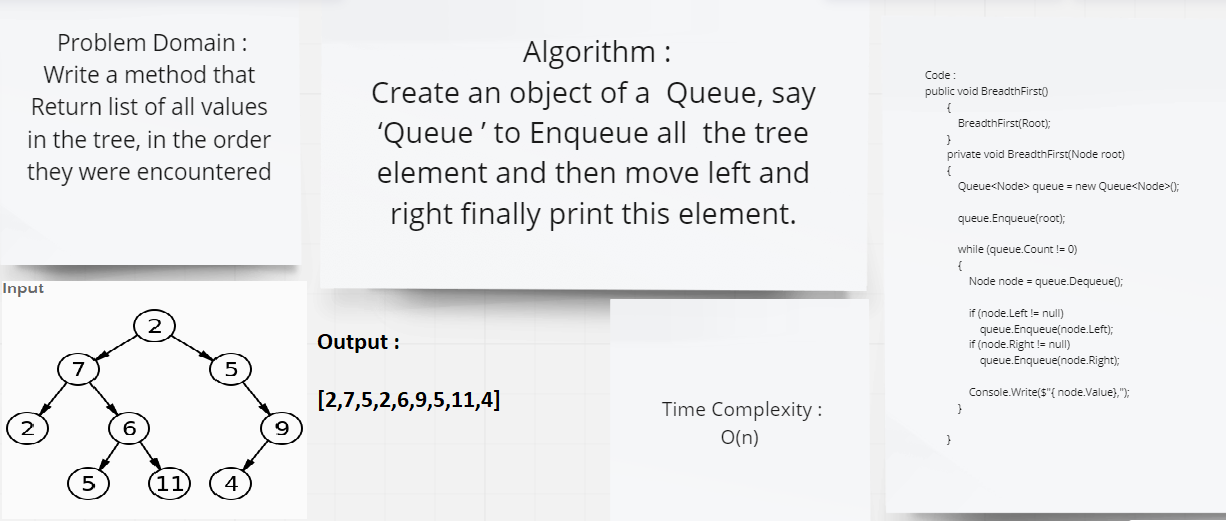 Problem Domain :
Write a method that
Return list of all values
in the tree, in the order
they were encountered
Algorithm :
Create an object of a Queue, say
‘Queue ’ to Enqueue all the tree
element and then move left and
right finally print this element.
Code :
public void BreadthFirst()
{
BreadthFirst(Root);
}
private void BreadthFirst(Node root)
{
Queue<Node> queue = new Queue<Node>();
queue.Enqueue(root);
while (queue.Count != 0)
{
Node node = queue.Dequeue();
if (node.Left != null)
queue.Enqueue(node.Left);
if (node.Right != null)
queue.Enqueue(node.Right);
Console.Write($"{ node.Value},");
}
}
Input
2
7 5
2 6 9
5 11 4
Output :
[2,7,5,2,6,9,5,11,4]
Time Complexity :
O(n)